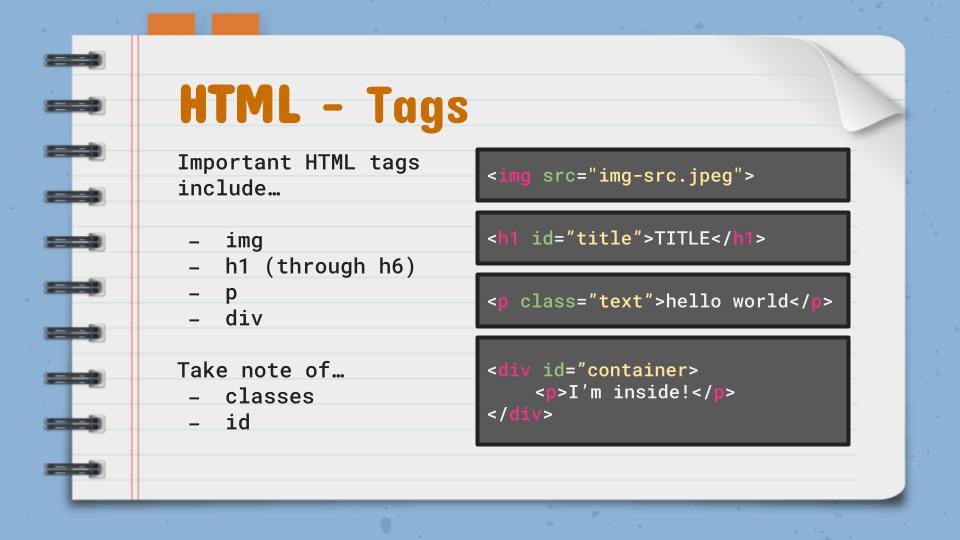 HTML - Tags
Important HTML tags
include…
- img
- h1 (through h6)
- p
- div
Take note of…
- classes
- id
<img src="img-src.jpeg">
<h1 id=”title”>TITLE</h1>
<p class=”text”>hello world</p>
<div id=”container>
<p>I’m inside!</p>
</div>